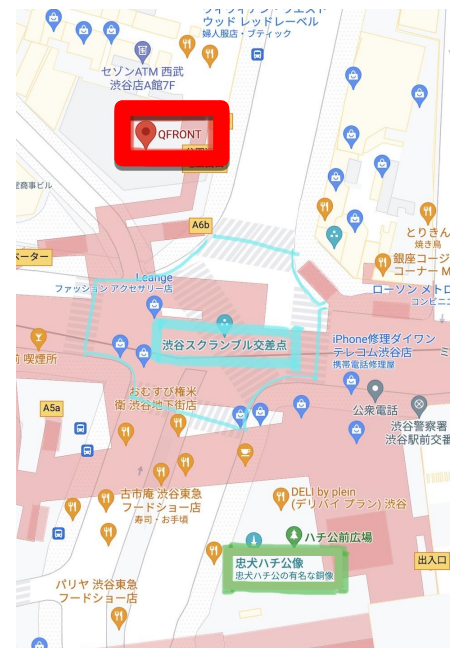 ウッド レッドレーベル
婦人服店・ブティック
セゾンATM 西武
渋谷店A館7F
QFRONT
A6b
とりきん
焼き鳥
銀座コージ
コーナー M
ローソン メトロ
コンビニ
ベーター
Leange
ファッション アクセサリー店
渋谷スクランブル交差点
iPhone修理ダイワン
テレコム渋谷店
携帯電話修理屋
ミ
前 喫煙所
おむすび権米
衛 渋谷地下街店
A5a
公衆電話
渋谷警察署
渋谷駅前交番
古市庵 渋谷東急
フードショー店
寿司・お手頃
DELI by plein
(デリバイ プラン) 渋谷
ハチ公前広場
忠犬ハチ公像
忠犬ハチ公の有名な銅像
出入口
パリヤ 渋谷東急
フードショー店